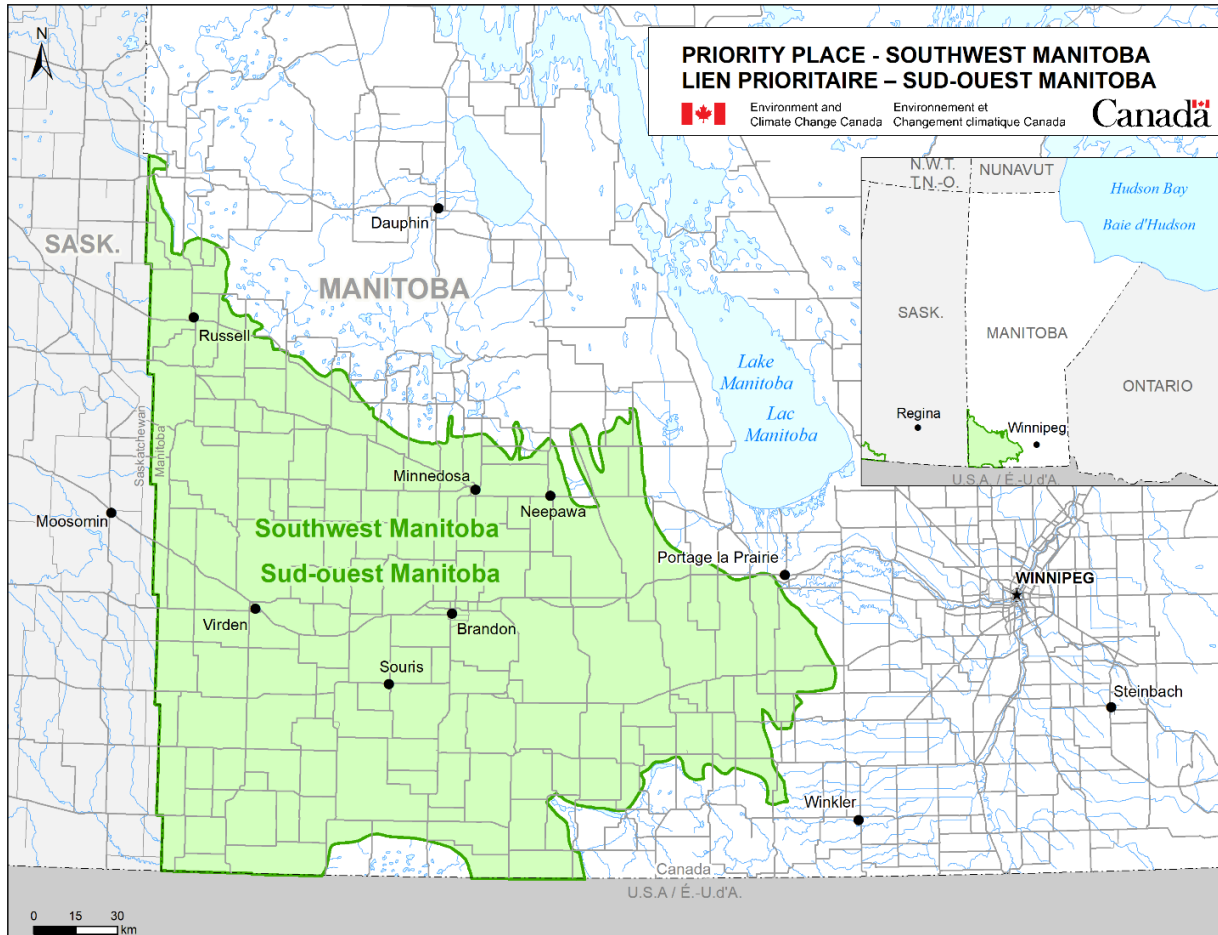 N
PRIORITY PLACE - SOUTHWEST MANITOBA
LIEN PRIORITAIRE – SUD-OUEST MANITOBA
Environment and
Climate Change Canada
Environnement et
Changement climatique Canada
Canada
N.W.T.
T.N.-O.
NUNAVUT
Hudson Bay
Baie d'Hudson
SASK.
MANITOBA
ONTARIO
Regina
Winnipeg
U.S.A / É.-U.d'A.
SASK.
Dauphin
MANITOBA
Russell
Lake
Manitoba
Lac
Manitoba
Saskatchewan
Manitoba
Minnedosa
Neepawa
Moosomin
Southwest Manitoba
Sud-ouest Manitoba
Portage la Prairie
WINNIPEG
Virden
Brandon
Souris
Steinbach
Winkler
Canada
U.S.A / É.-U.d'A.
0 15 30
km